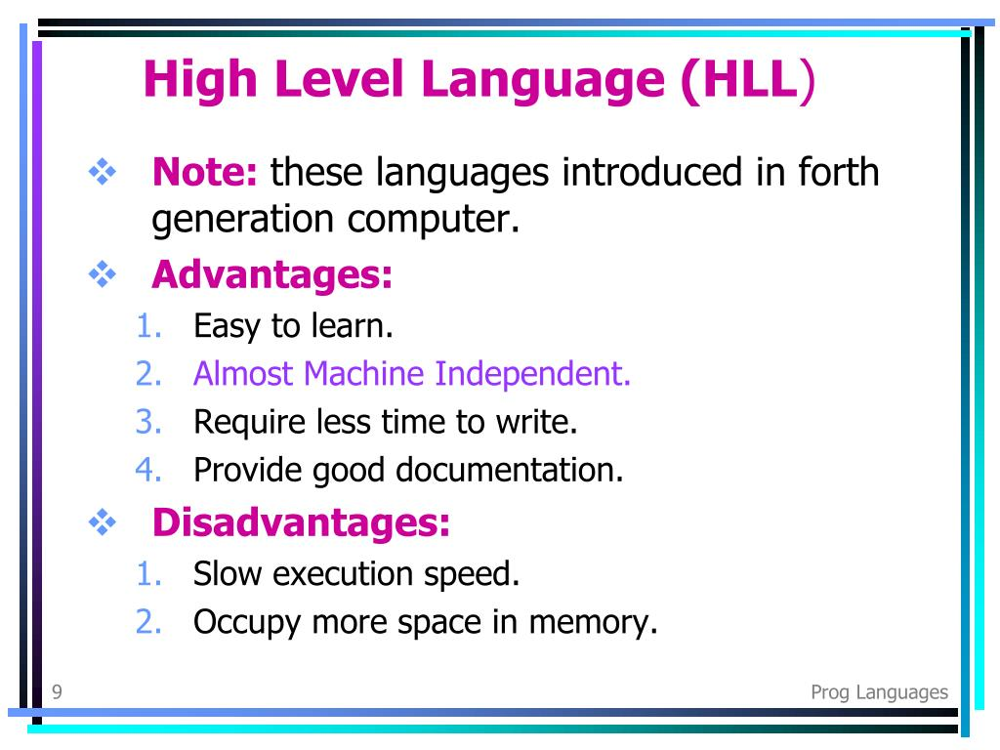 High Level Language (HLL)
❖ Note: these languages introduced in forth
generation computer.
❖ Advantages:
1. Easy to learn.
2. Almost Machine Independent.
3. Require less time to write.
4. Provide good documentation.
❖ Disadvantages:
1. Slow execution speed.
2. Occupy more space in memory.
9 Prog Languages